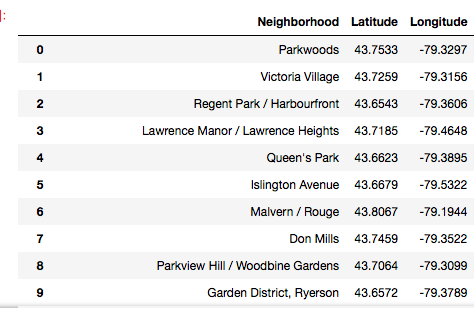 ]:
Neighborhood Latitude Longitude
0 Parkwoods 43.7533 -79.3297
1 Victoria Village 43.7259 -79.3156
2 Regent Park / Harbourfront 43.6543 -79.3606
3 Lawrence Manor / Lawrence Heights 43.7185 -79.4648
4 Queen's Park 43.6623 -79.3895
5 Islington Avenue 43.6679 -79.5322
6 Malvern / Rouge 43.8067 -79.1944
7 Don Mills 43.7459 -79.3522
8 Parkview Hill / Woodbine Gardens 43.7064 -79.3099
9 Garden District, Ryerson 43.6572 -79.3789